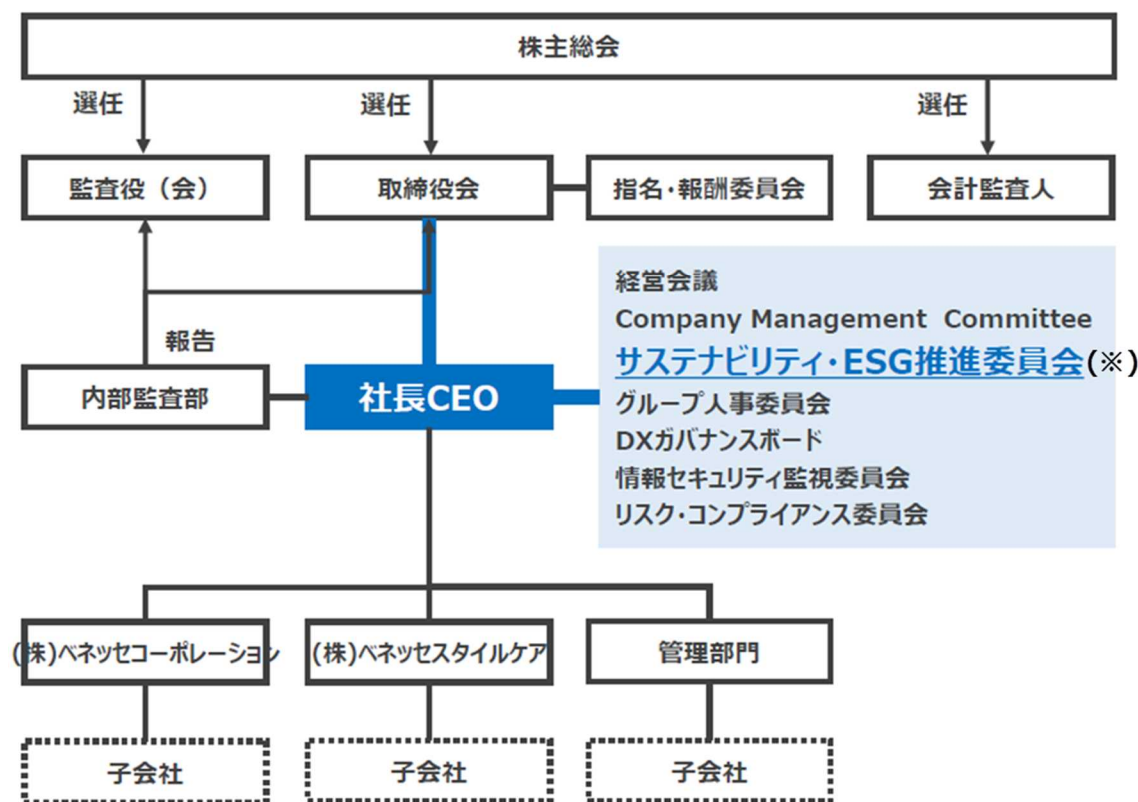 株主総会
選任
選任
選任
監査役（会）
取締役会
指名・報酬委員会
会計監査人
経営会議
Company Management Committee
サステナビリティ・ESG推進委員会(※)
グループ人事委員会
DXガバナンスボード
情報セキュリティ監視委員会
リスク・コンプライアンス委員会
報告
内部監査部
社長CEO
(株)ベネッセコーポレーション
(株)ベネッセスタイルケア
管理部門
子会社
子会社
子会社